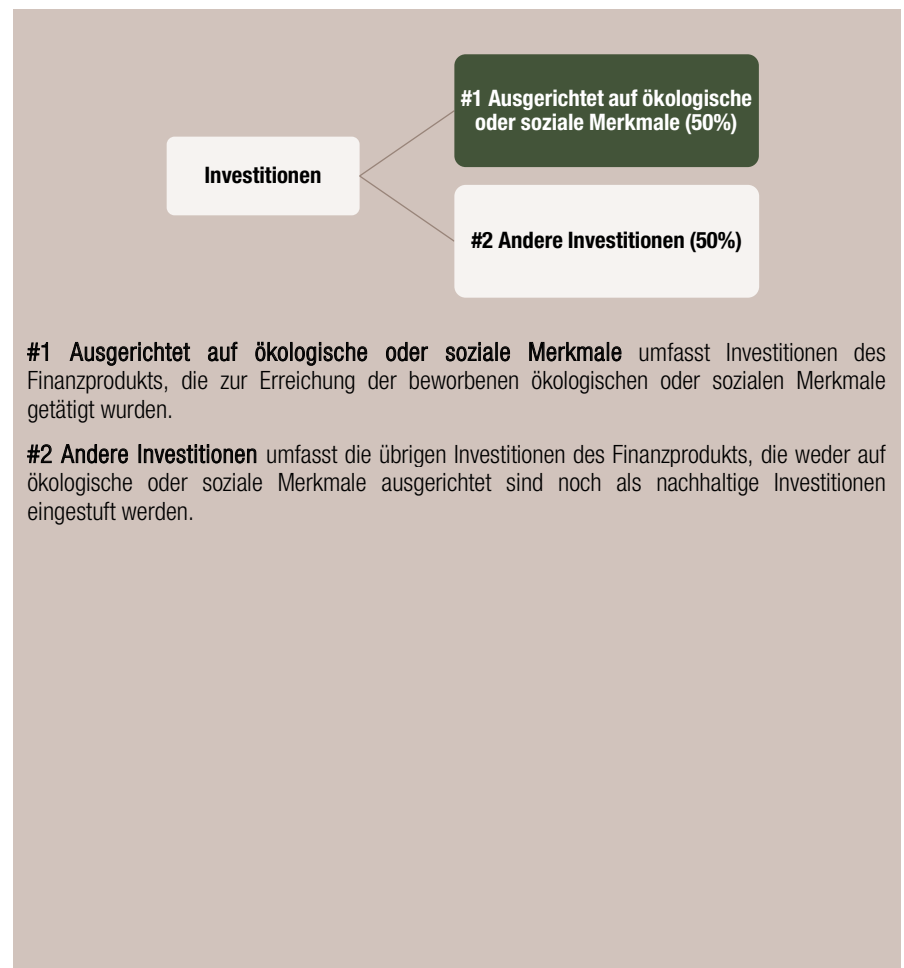 #1 Ausgerichtet auf ökologische
oder soziale Merkmale (50%)
Investitionen
#2 Andere Investitionen (50%)
#1 Ausgerichtet auf ökologische oder soziale Merkmale umfasst Investitionen des
Finanzprodukts, die zur Erreichung der beworbenen ökologischen oder sozialen Merkmale
getätigt wurden.
#2 Andere Investitionen umfasst die übrigen Investitionen des Finanzprodukts, die weder auf
ökologische oder soziale Merkmale ausgerichtet sind noch als nachhaltige Investitionen
eingestuft werden.